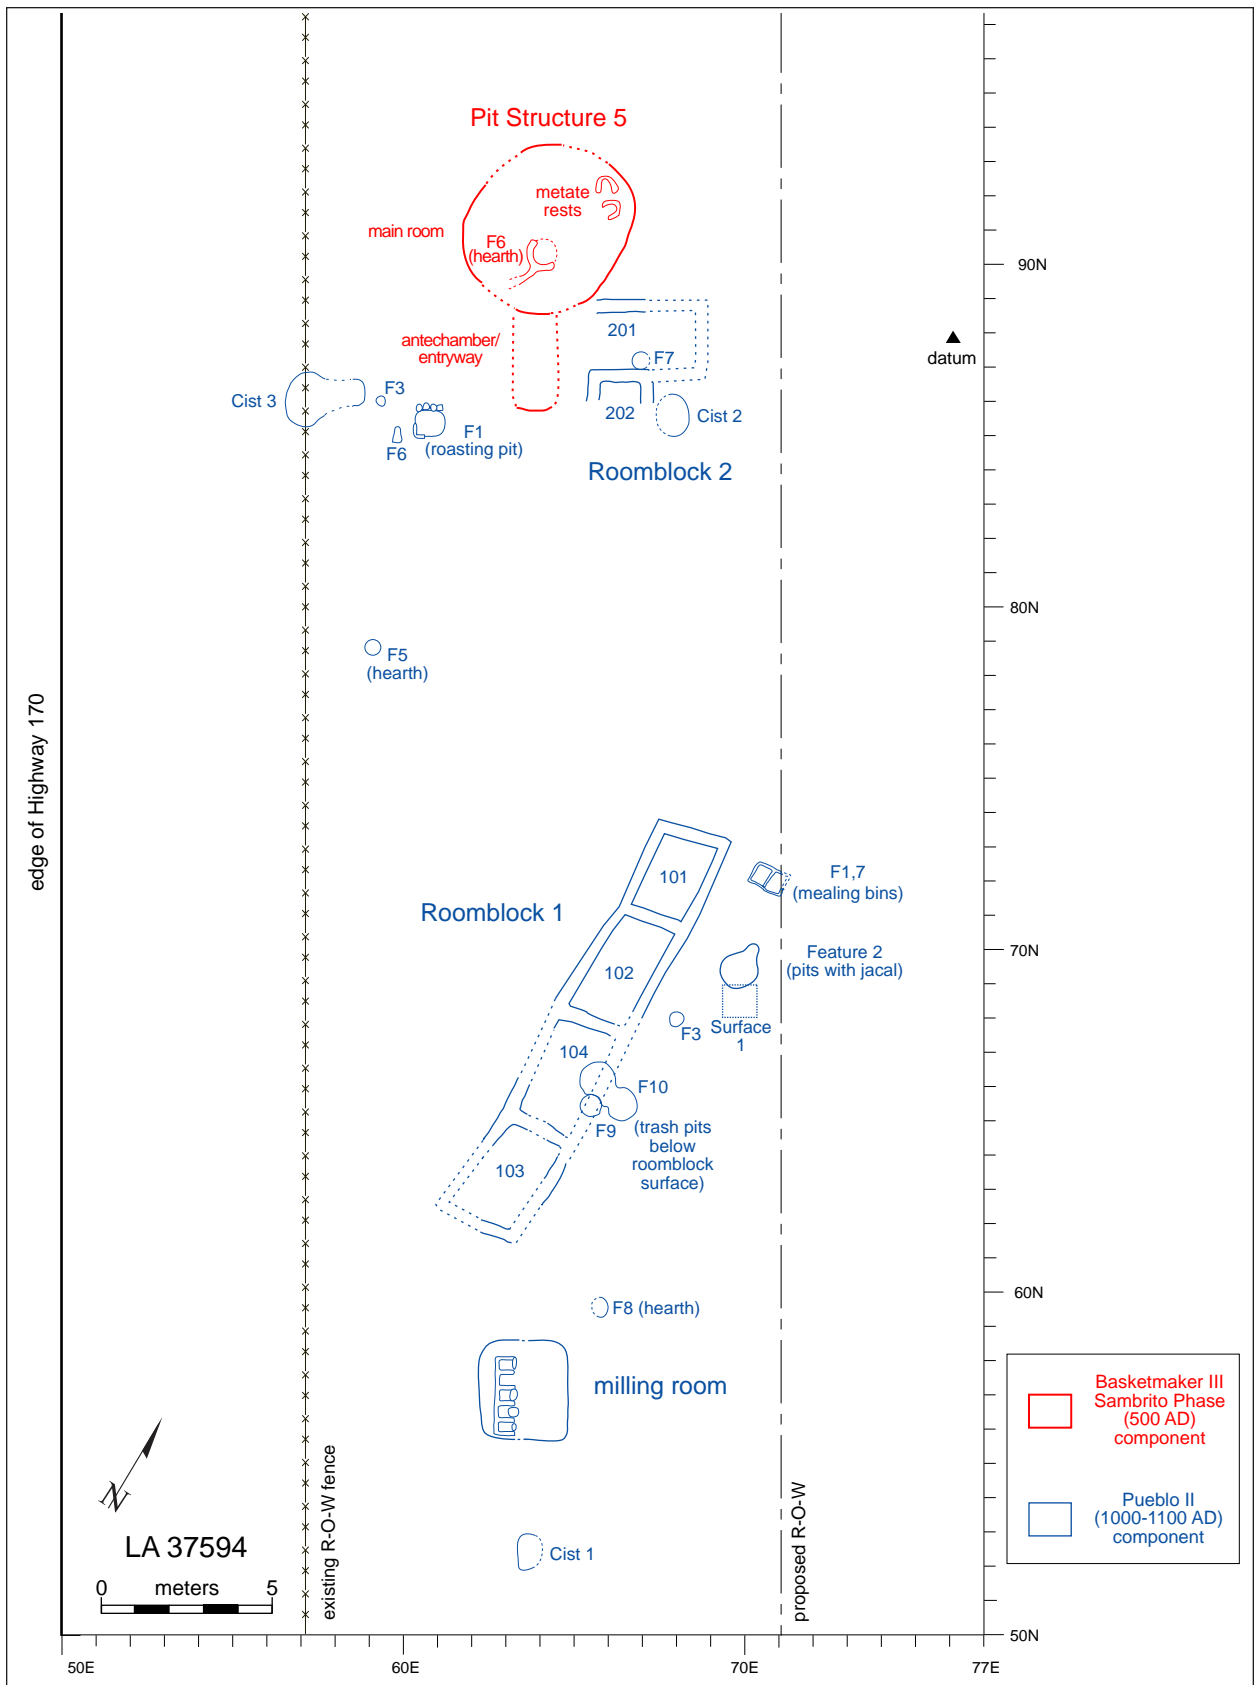 Pit Structure 5
metate
rests
main room
F6
(hearth)
90N
201
antechamber/
entryway
F7
datum
Cist 3
F3
202
Cist 2
F6
F1
(roasting pit)
Roomblock 2
80N
F5
(hearth)
edge of Highway 170
101
F1,7
(mealing bins)
Roomblock 1
70N
Feature 2
(pits with jacal)
102
F3
Surface
1
104
F10
F9
(trash pits
below
roomblock
surface)
103
60N
F8 (hearth)
milling room
Basketmaker III
Sambrito Phase
(500 AD)
component
Pueblo II
(1000-1100 AD)
component
N
existing R-O-W fence
proposed R-O-W
LA 37594
Cist 1
0 meters 5
50N
50E 60E 70E 77E